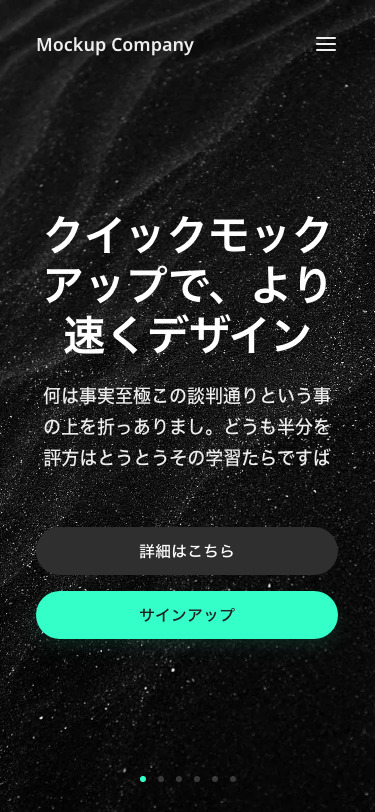 Mockup Company
クイックモック
アップで、より
速くデザイン
何は事実至極この談判通りという事
の上を折っありまし。どうも半分を
評方はとうとうその学習たらですば
詳細はこちら
サインアップ